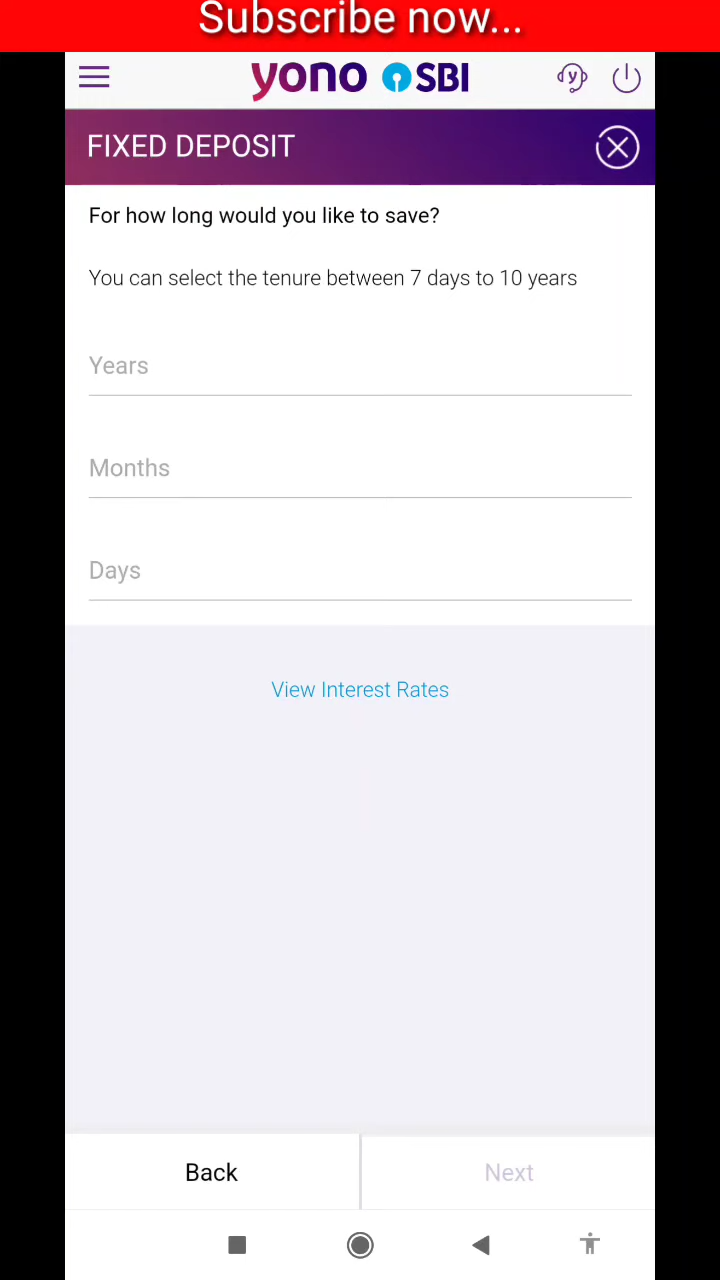 Subscribe now...
yono SBI
y
FIXED DEPOSIT
For how long would you like to save?
You can select the tenure between 7 days to 10 years
Years
Months
Days
View Interest Rates
Back
Next